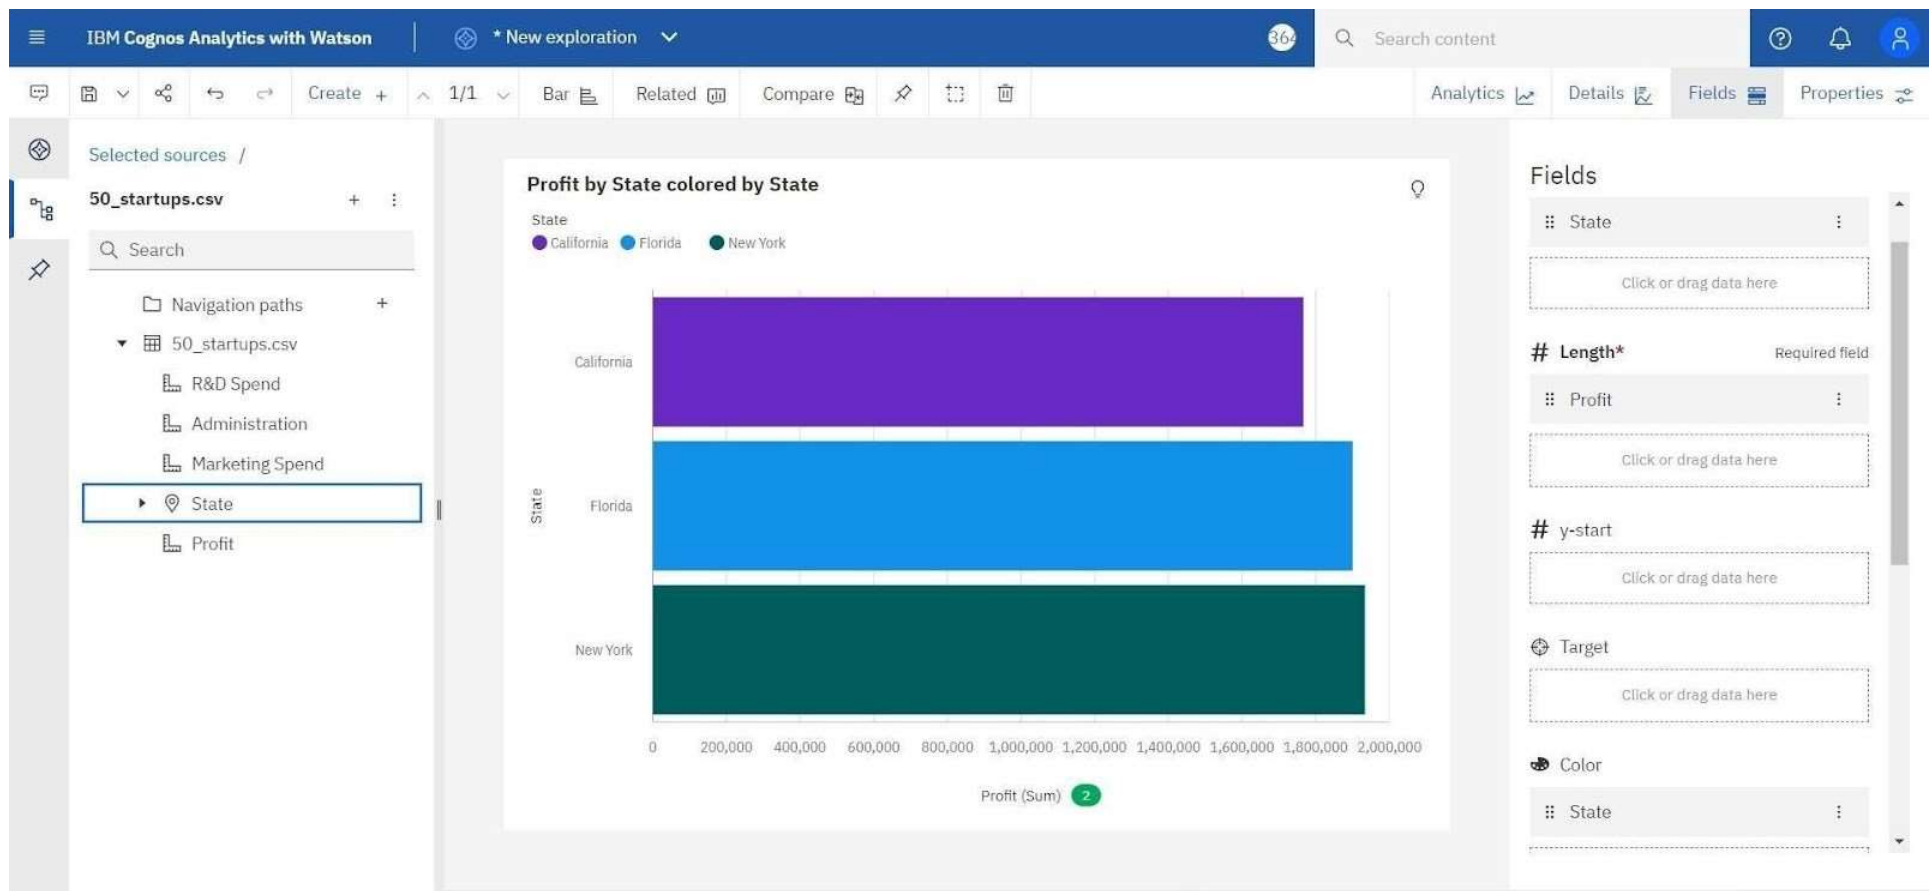 IBM Cognos Analytics with Watson
* New exploration
364
Search content
Create +
1/1
Bar
Related
Compare
Analytics
Details
Fields
Properties
Selected sources /
50_startups.csv
Search
Navigation paths
50_startups.csv
R&D Spend
Administration
Marketing Spend
State
Profit
Profit by State colored by State
State
California Florida New York
California
Florida
New York
State
0 200,000 400,000 600,000 800,000 1,000,000 1,200,000 1,400,000 1,600,000 1,800,000 2,000,000
Profit (Sum) 2
Fields
State
Click or drag data here
# Length* Required field
Profit
Click or drag data here
# y-start
Click or drag data here
Target
Click or drag data here
Color
State